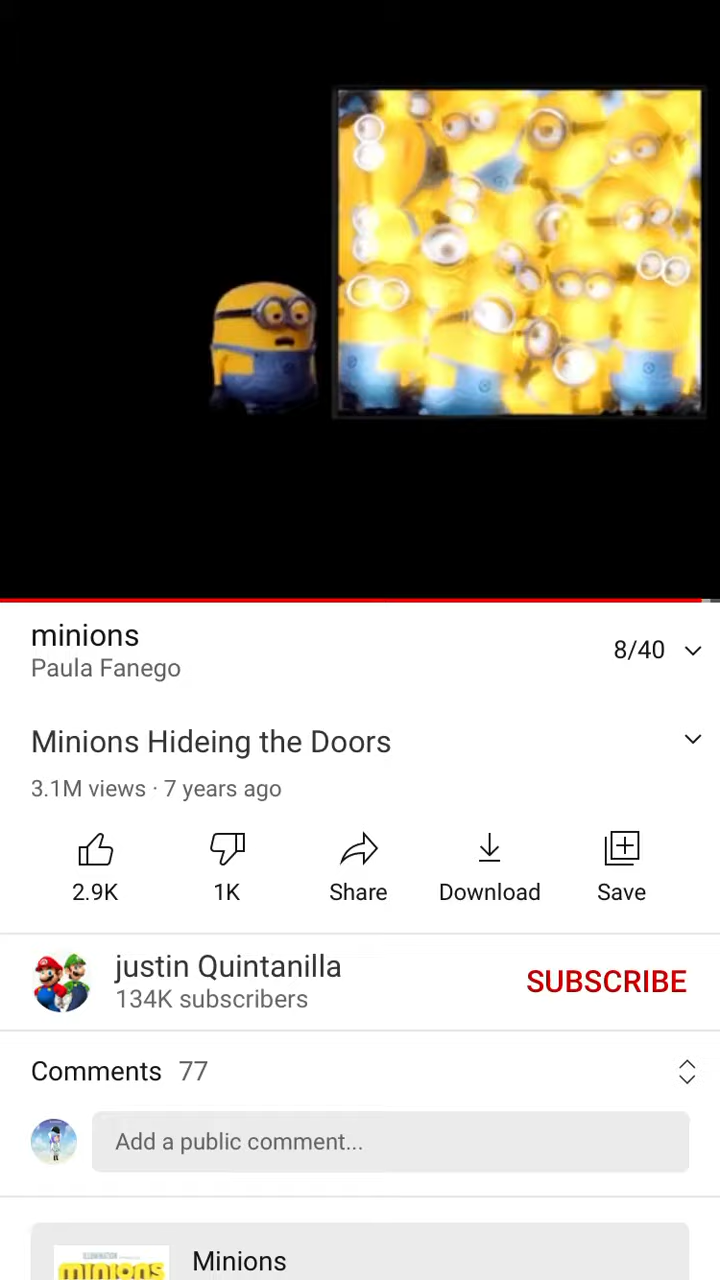 minions
Paula Fanego
8/40
Minions Hideing the Doors
3.1M views · 7 years ago
2.9K
1K
Share
Download
Save
justin Quintanilla
134K subscribers
SUBSCRIBE
Comments 77
Add a public comment...
Minions
minions